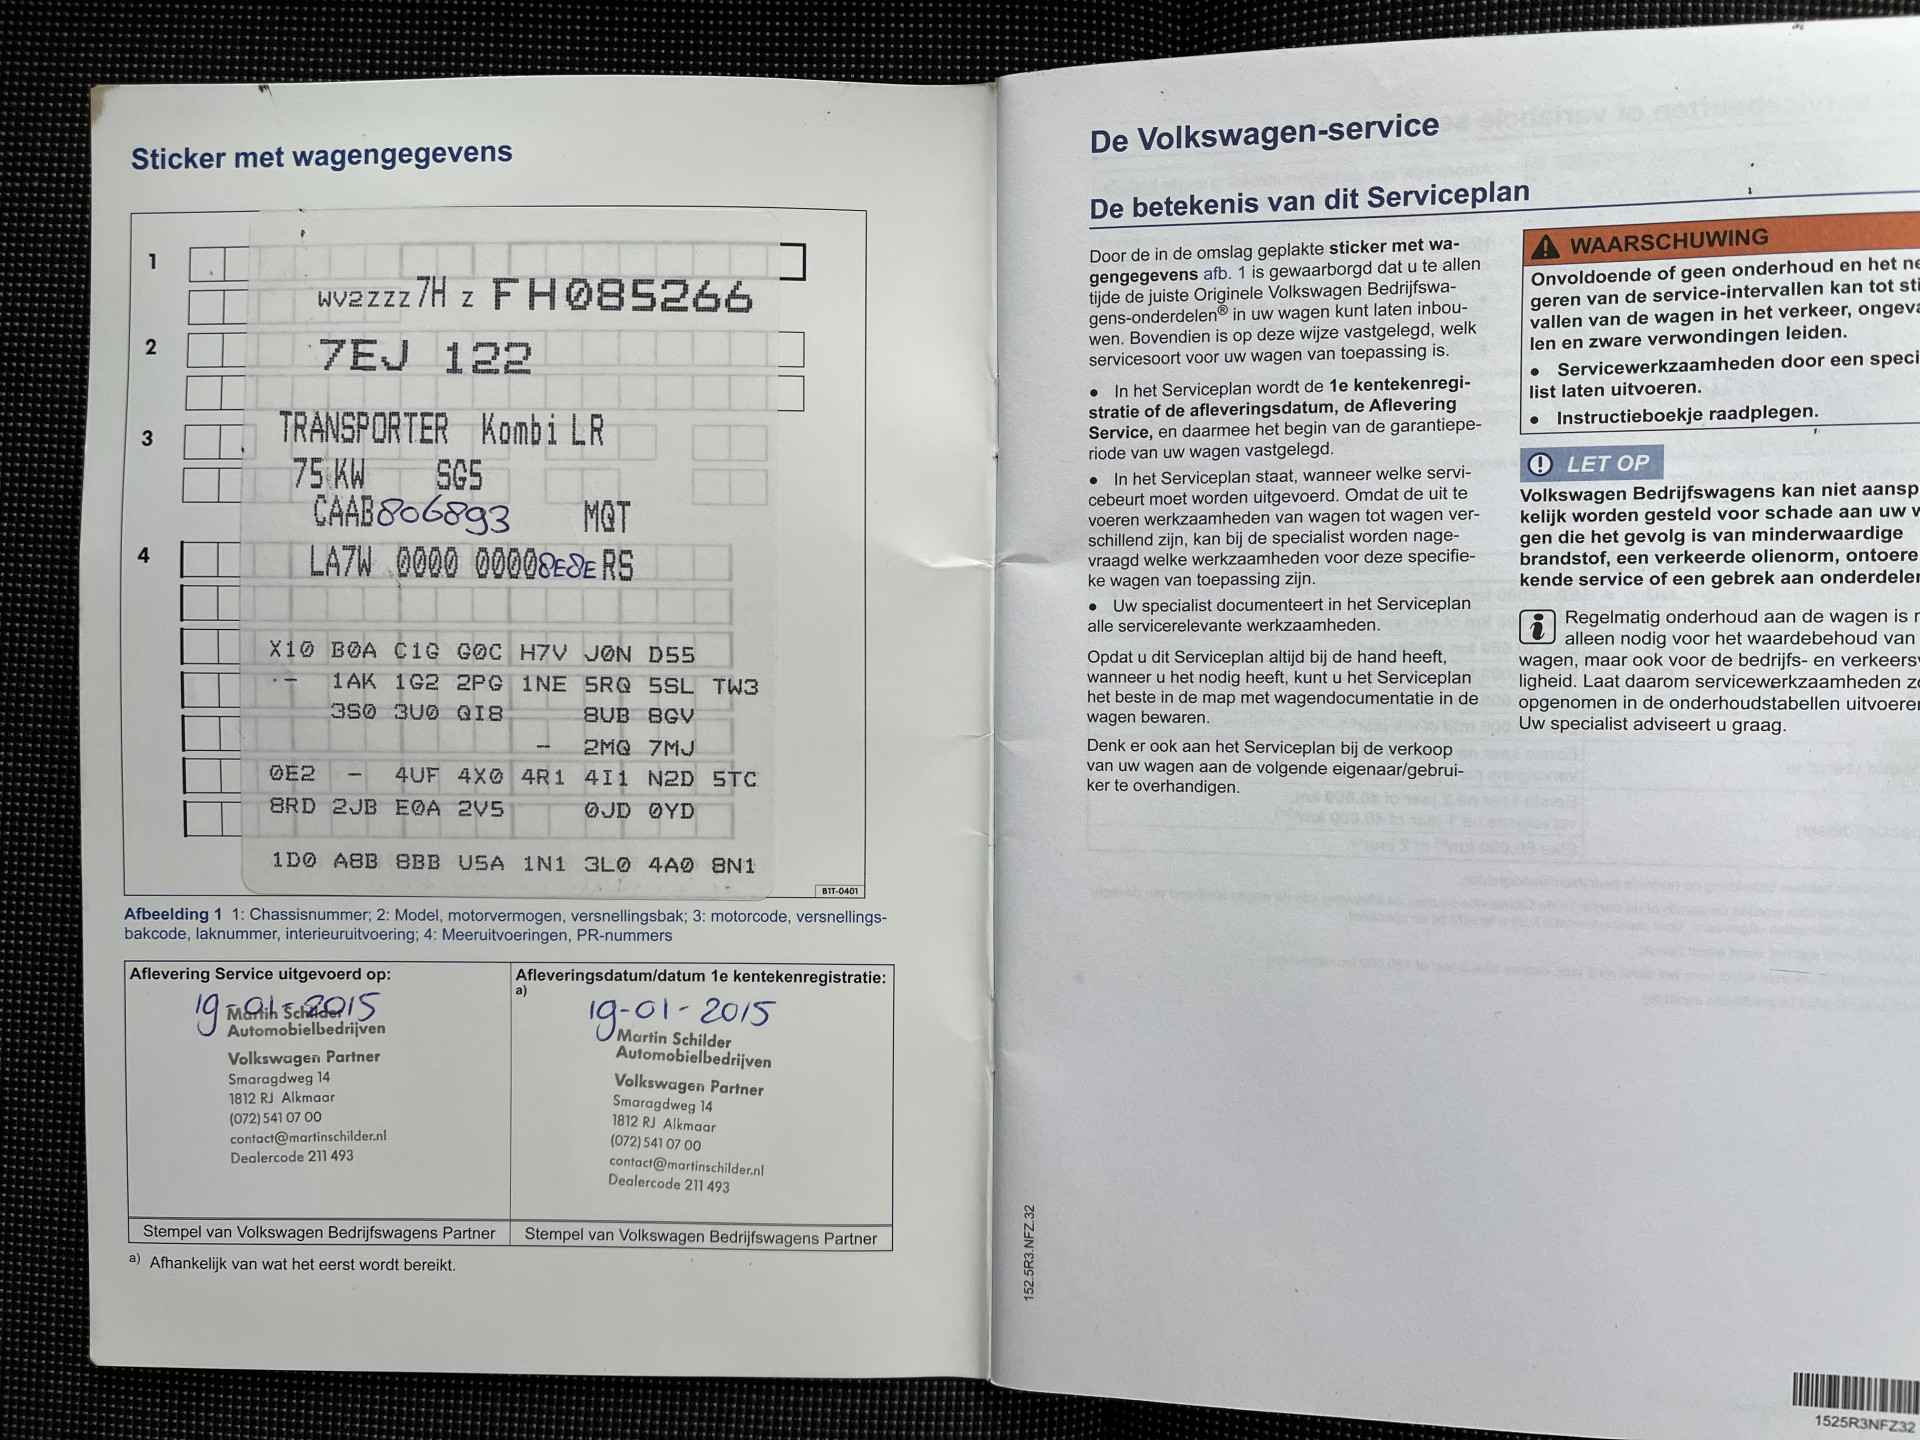 Sticker met wagengegevens
1
WV2ZZZ7H Z FH085266
2
7EJ 122
TRANSPORTER Kombi LR
3
75 KW SG5
CAAB806893 MQT
4
LA7W 0000 00008E8E RS
X10 B0A C1G G0C H7V J0N D55
- 1AK 1G2 2PG 1NE 5RQ 5SL TW3
3S0 3U0 QI8 8UB 8GV
- 2MQ 7MJ
0E2 - 4UF 4X0 4R1 4I1 N2D 5TC
8RD 2JB E0A 2V5 0JD 0YD
1D0 A8B 8BB U5A 1N1 3L0 4A0 8N1
B1T-0401
Afbeelding 1 1: Chassisnummer; 2: Model, motorvermogen, versnellingsbak; 3: motorcode, versnellings-
bakcode, laknummer, interieuruitvoering; 4: Meeruitvoeringen, PR-nummers
Aflevering Service uitgevoerd op:
19-01-2015
Martin Schilder
Automobielbedrijven
Volkswagen Partner
Smaragdweg 14
1812 RJ Alkmaar
(072) 541 07 00
contact@martinschilder.nl
Dealercode 211 493
Stempel van Volkswagen Bedrijfswagens Partner
Afleveringsdatum/datum 1e kentekenregistratie:
a)
19-01-2015
Martin Schilder
Automobielbedrijven
Volkswagen Partner
Smaragdweg 14
1812 RJ Alkmaar
(072) 541 07 00
contact@martinschilder.nl
Dealercode 211 493
Stempel van Volkswagen Bedrijfswagens Partner
a) Afhankelijk van wat het eerst wordt bereikt.
De Volkswagen-service
De betekenis van dit Serviceplan
Door de in de omslag geplakte sticker met wa-
gengegevens afb. 1 is gewaarborgd dat u te allen
tijde de juiste Originele Volkswagen Bedrijfswa-
gens-onderdelen® in uw wagen kunt laten inbou-
wen. Bovendien is op deze wijze vastgelegd, welk
servicesoort voor uw wagen van toepassing is.
● In het Serviceplan wordt de 1e kentekenregi-
stratie of de afleveringsdatum, de Aflevering
Service, en daarmee het begin van de garantiepe-
riode van uw wagen vastgelegd.
● In het Serviceplan staat, wanneer welke servi-
cebeurt moet worden uitgevoerd. Omdat de uit te
voeren werkzaamheden van wagen tot wagen ver-
schillend zijn, kan bij de specialist worden nage-
vraagd welke werkzaamheden voor deze specifie-
ke wagen van toepassing zijn.
● Uw specialist documenteert in het Serviceplan
alle servicerelevante werkzaamheden.
Opdat u dit Serviceplan altijd bij de hand heeft,
wanneer u het nodig heeft, kunt u het Serviceplan
het beste in de map met wagendocumentatie in de
wagen bewaren.
Denk er ook aan het Serviceplan bij de verkoop
van uw wagen aan de volgende eigenaar/gebrui-
ker te overhandigen.
WAARSCHUWING
Onvoldoende of geen onderhoud en het ne
geren van de service-intervallen kan tot sti
vallen van de wagen in het verkeer, ongeva
len en zware verwondingen leiden.
● Servicewerkzaamheden door een speci
list laten uitvoeren.
● Instructieboekje raadplegen.
LET OP
Volkswagen Bedrijfswagens kan niet aansp
kelijk worden gesteld voor schade aan uw w
gen die het gevolg is van minderwaardige
brandstof, een verkeerde olienorm, ontoere
kende service of een gebrek aan onderdelen
Regelmatig onderhoud aan de wagen is n
alleen nodig voor het waardebehoud van
wagen, maar ook voor de bedrijfs- en verkeersv
ligheid. Laat daarom servicewerkzaamheden zo
opgenomen in de onderhoudstabellen uitvoeren
Uw specialist adviseert u graag.
152.5R3.NFZ.32
1525R3NFZ32